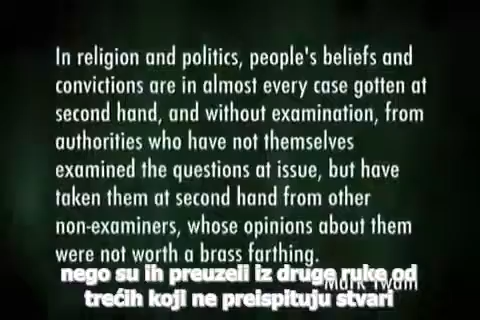 In religion and politics, people's beliefs and
convictions are in almost every case gotten at
second hand, and without examination, from
authorities who have not themselves
examined the questions at issue, but have
taken them at second hand from other
non-examiners, whose opinions about them
were not worth a brass farthing.
nego su ih preuzeli iz druge ruke od
Mark Twain
trećih koji ne preispituju stvari